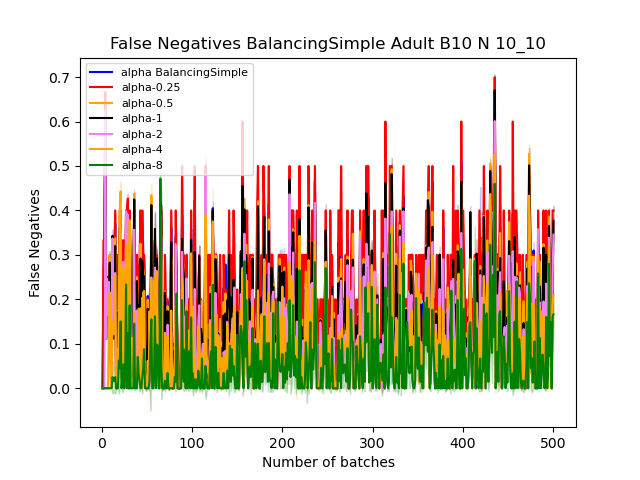 False Negatives BalancingSimple Adult B10 N 10_10
alpha BalancingSimple
alpha-0.25
alpha-0.5
alpha-1
alpha-2
alpha-4
alpha-8
0.7
0.6
0.5
0.4
0.3
0.2
0.1
0.0
False Negatives
0
100
200
300
400
500
Number of batches